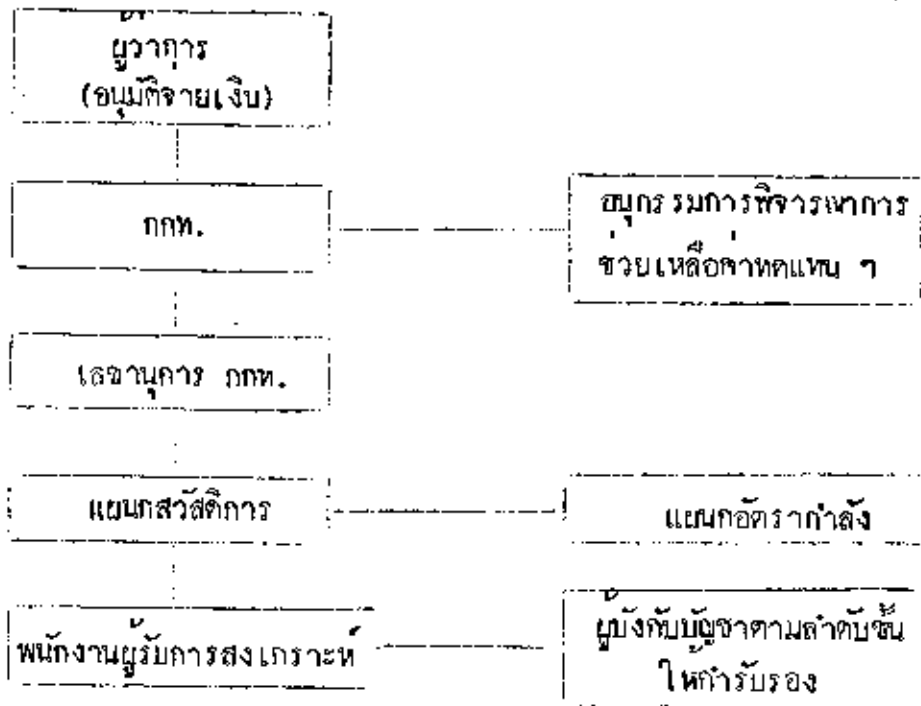 ผู้ว่าการ
(อนุมัติจ่ายเงิน)
กกท.
อนุกรรมการพิจารณาการ
ช่วยเหลือค่าทดแทน ๆ
เลขานุการ กกท.
แผนกสวัสดิการ
แผนกอัตรากำลัง
พนักงานผู้รับการสงเกราะห์
ผู้บังกับบัญชาตามลำดับชั้น
ให้กำรับรอง